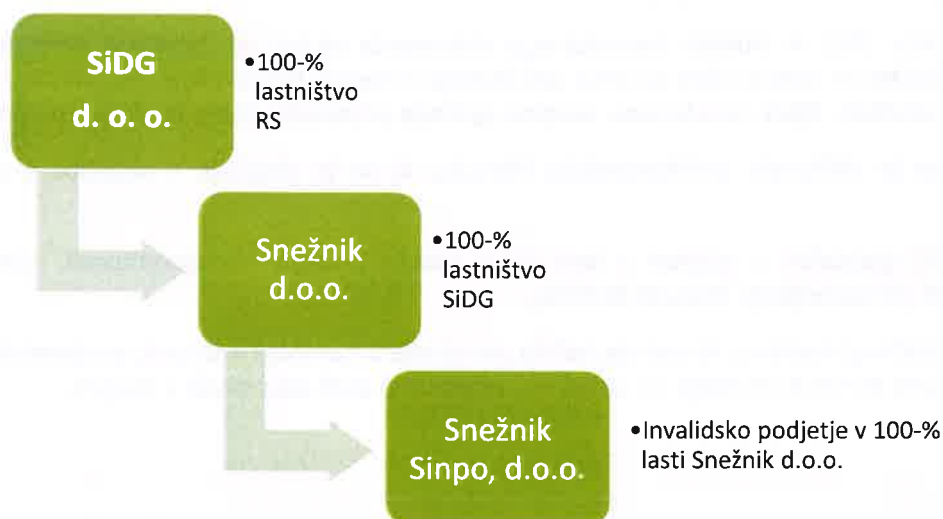 SiDG
d. o. o.
•100-%
lastništvo
RS
Snežnik
d.o.o.
•100-%
lastništvo
SiDG
Snežnik
Sinpo, d.o.o.
•Invalidsko podjetje v 100-%
lasti Snežnik d.o.o.